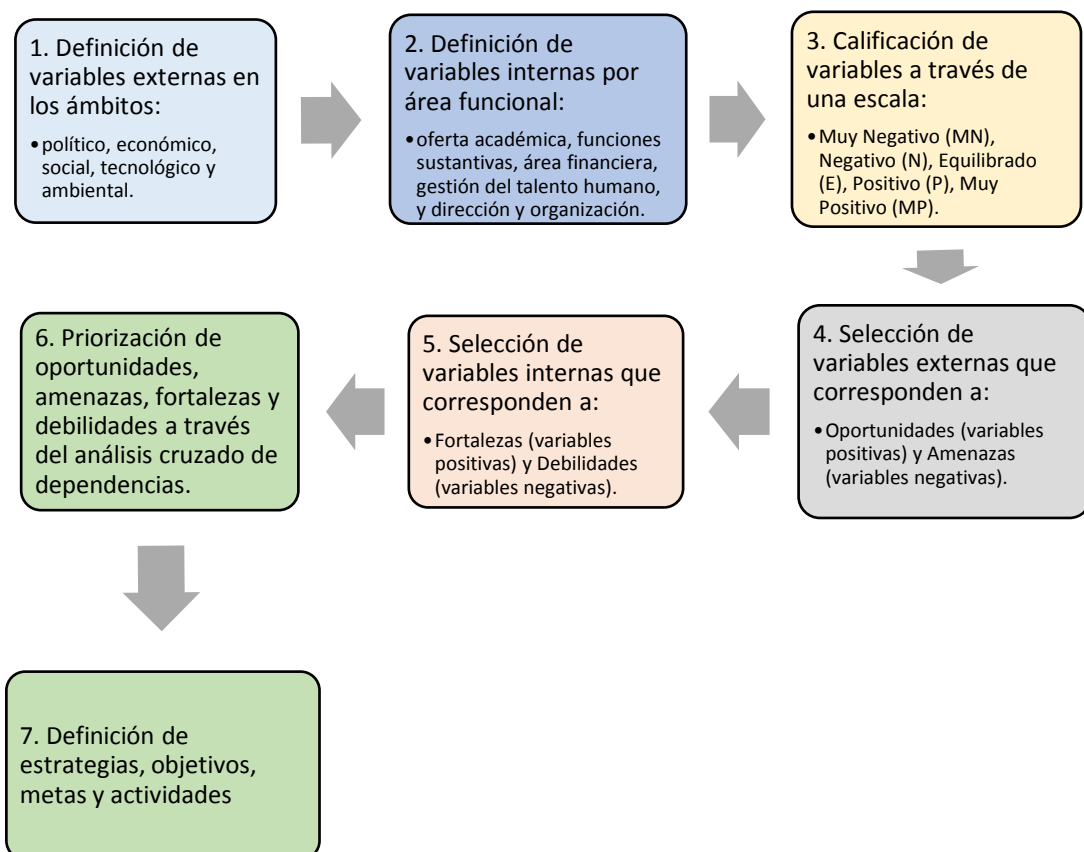 1. Definición de
variables externas en
los ámbitos:
•político, económico,
social, tecnológico y
ambiental.
2. Definición de
variables internas por
área funcional:
•oferta académica, funciones
sustantivas, área financiera,
gestión del talento humano,
y dirección y organización.
3. Calificación de
variables a través de
una escala:
•Muy Negativo (MN),
Negativo (N), Equilibrado
(E), Positivo (P), Muy
Positivo (MP).
4. Selección de
variables externas que
corresponden a:
•Oportunidades (variables
positivas) y Amenazas
(variables negativas).
5. Selección de
variables internas que
corresponden a:
•Fortalezas (variables
positivas) y Debilidades
(variables negativas).
6. Priorización de
oportunidades,
amenazas, fortalezas y
debilidades a través
del análisis cruzado de
dependencias.
7. Definición de
estrategias, objetivos,
metas y actividades